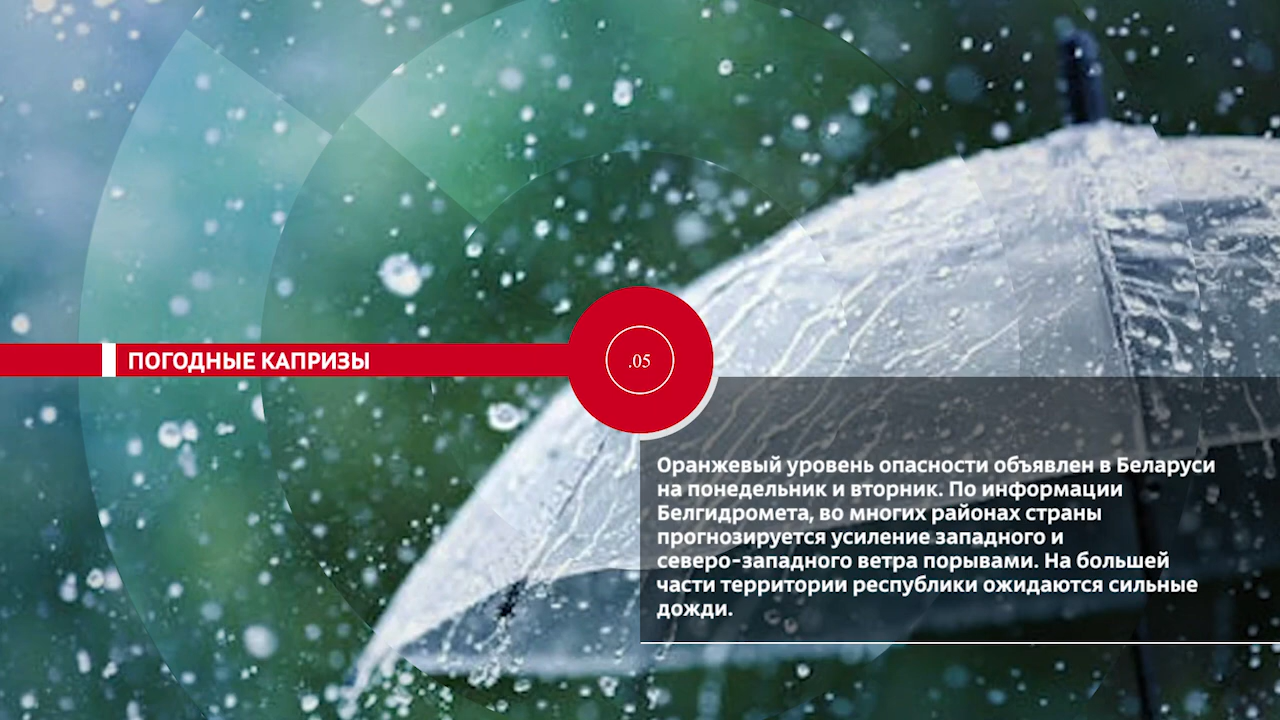 ПОГОДНЫЕ КАПРИЗЫ
.05
Оранжевый уровень опасности объявлен в Беларуси
на понедельник и вторник. По информации
Белгидромета, во многих районах страны
прогнозируется усиление западного и
северо-западного ветра порывами. На большей
части территории республики ожидаются сильные
дожди.